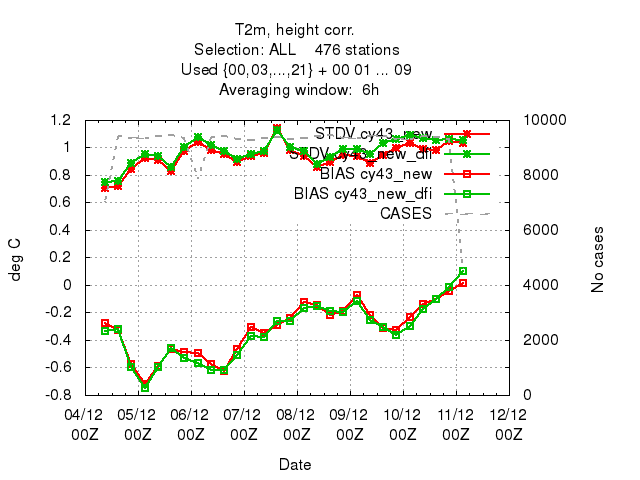 T2m, height corr.
Selection: ALL    476 stations
Used {00,03,...,21} + 00 01 ... 09
Averaging window:  6h
STDV cy43_new
STDV cy43_new_dfi
BIAS cy43_new
BIAS cy43_new_dfi
CASES
1.2
1
0.8
0.6
0.4
0.2
0
-0.2
-0.4
-0.6
-0.8
deg C
10000
8000
6000
4000
2000
0
No cases
04/12 05/12 06/12 07/12 08/12 09/12 10/12 11/12 12/12
00Z 00Z 00Z 00Z 00Z 00Z 00Z 00Z 00Z
Date